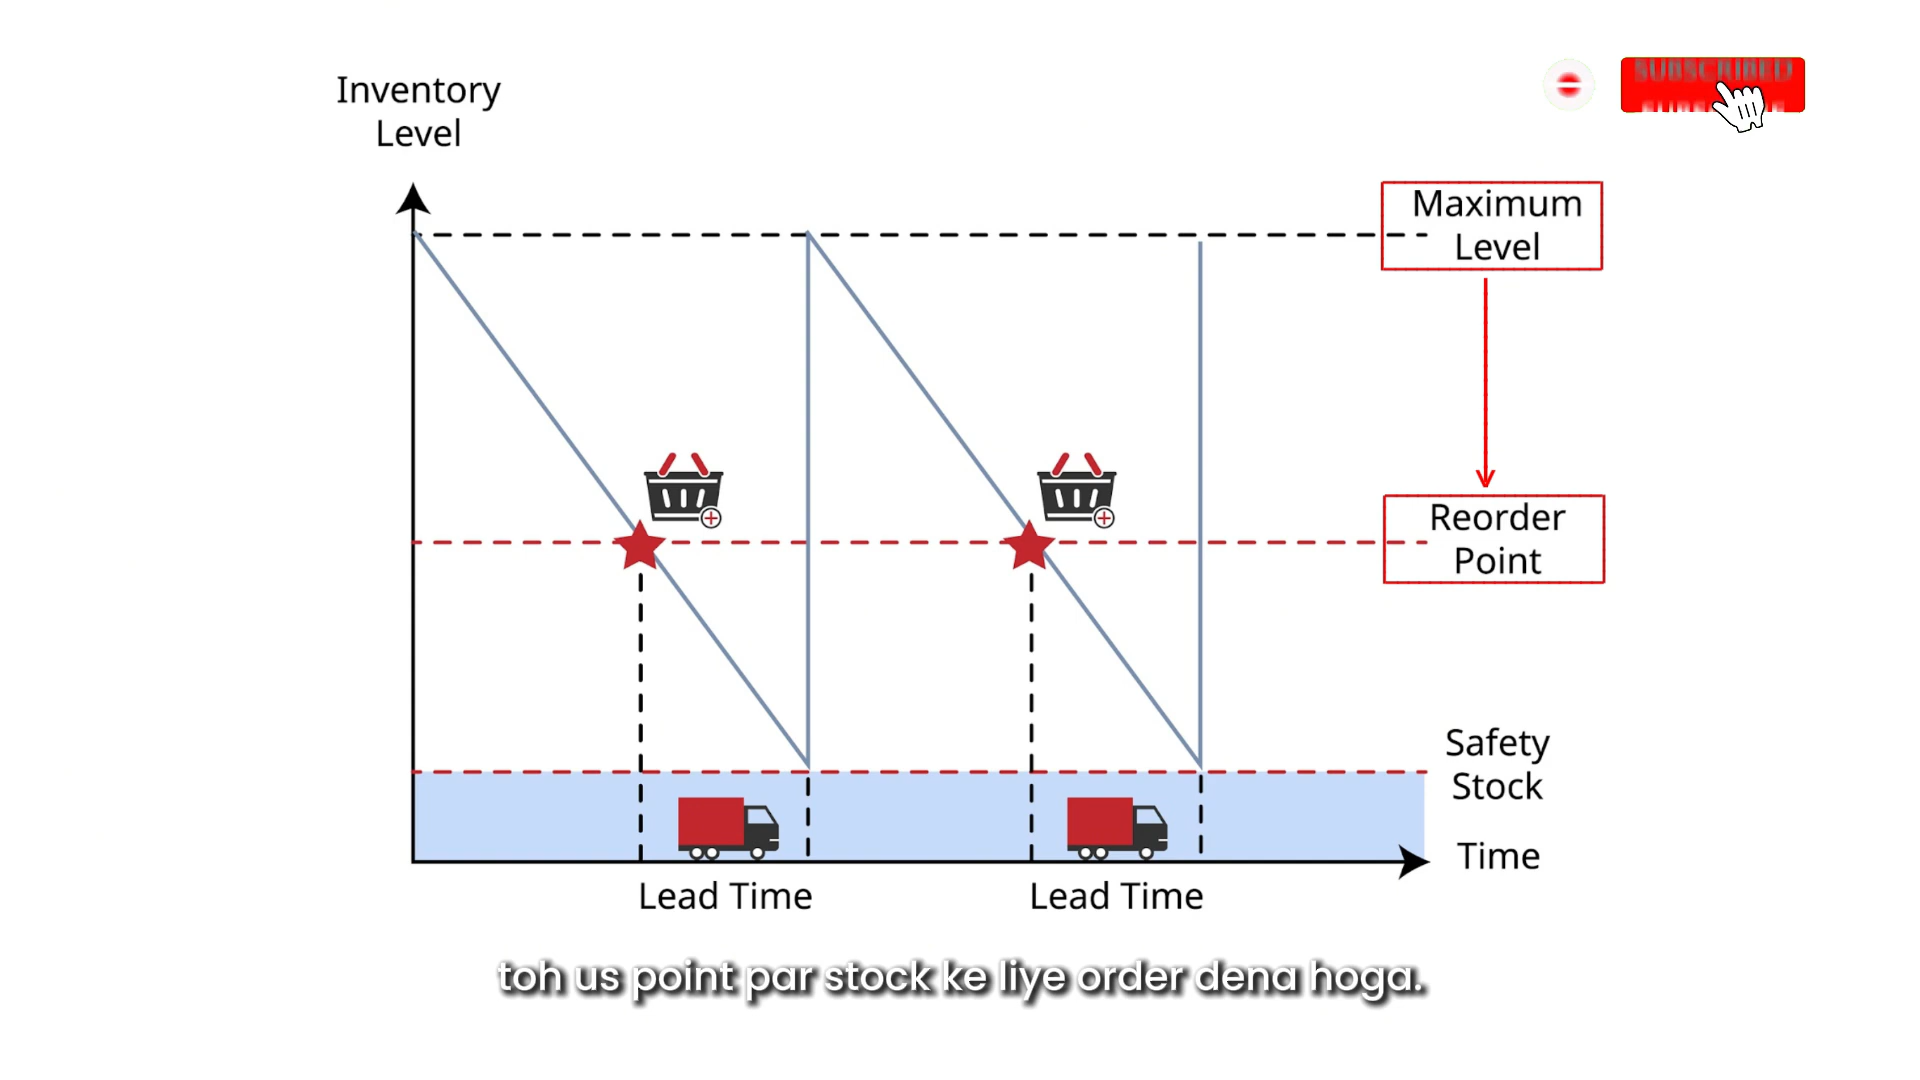 Inventory
Level
SUBSCRIBED
Maximum
Level
Reorder
Point
Safety
Stock
Time
Lead Time
Lead Time
toh us point par stock ke liye order dena hoga.